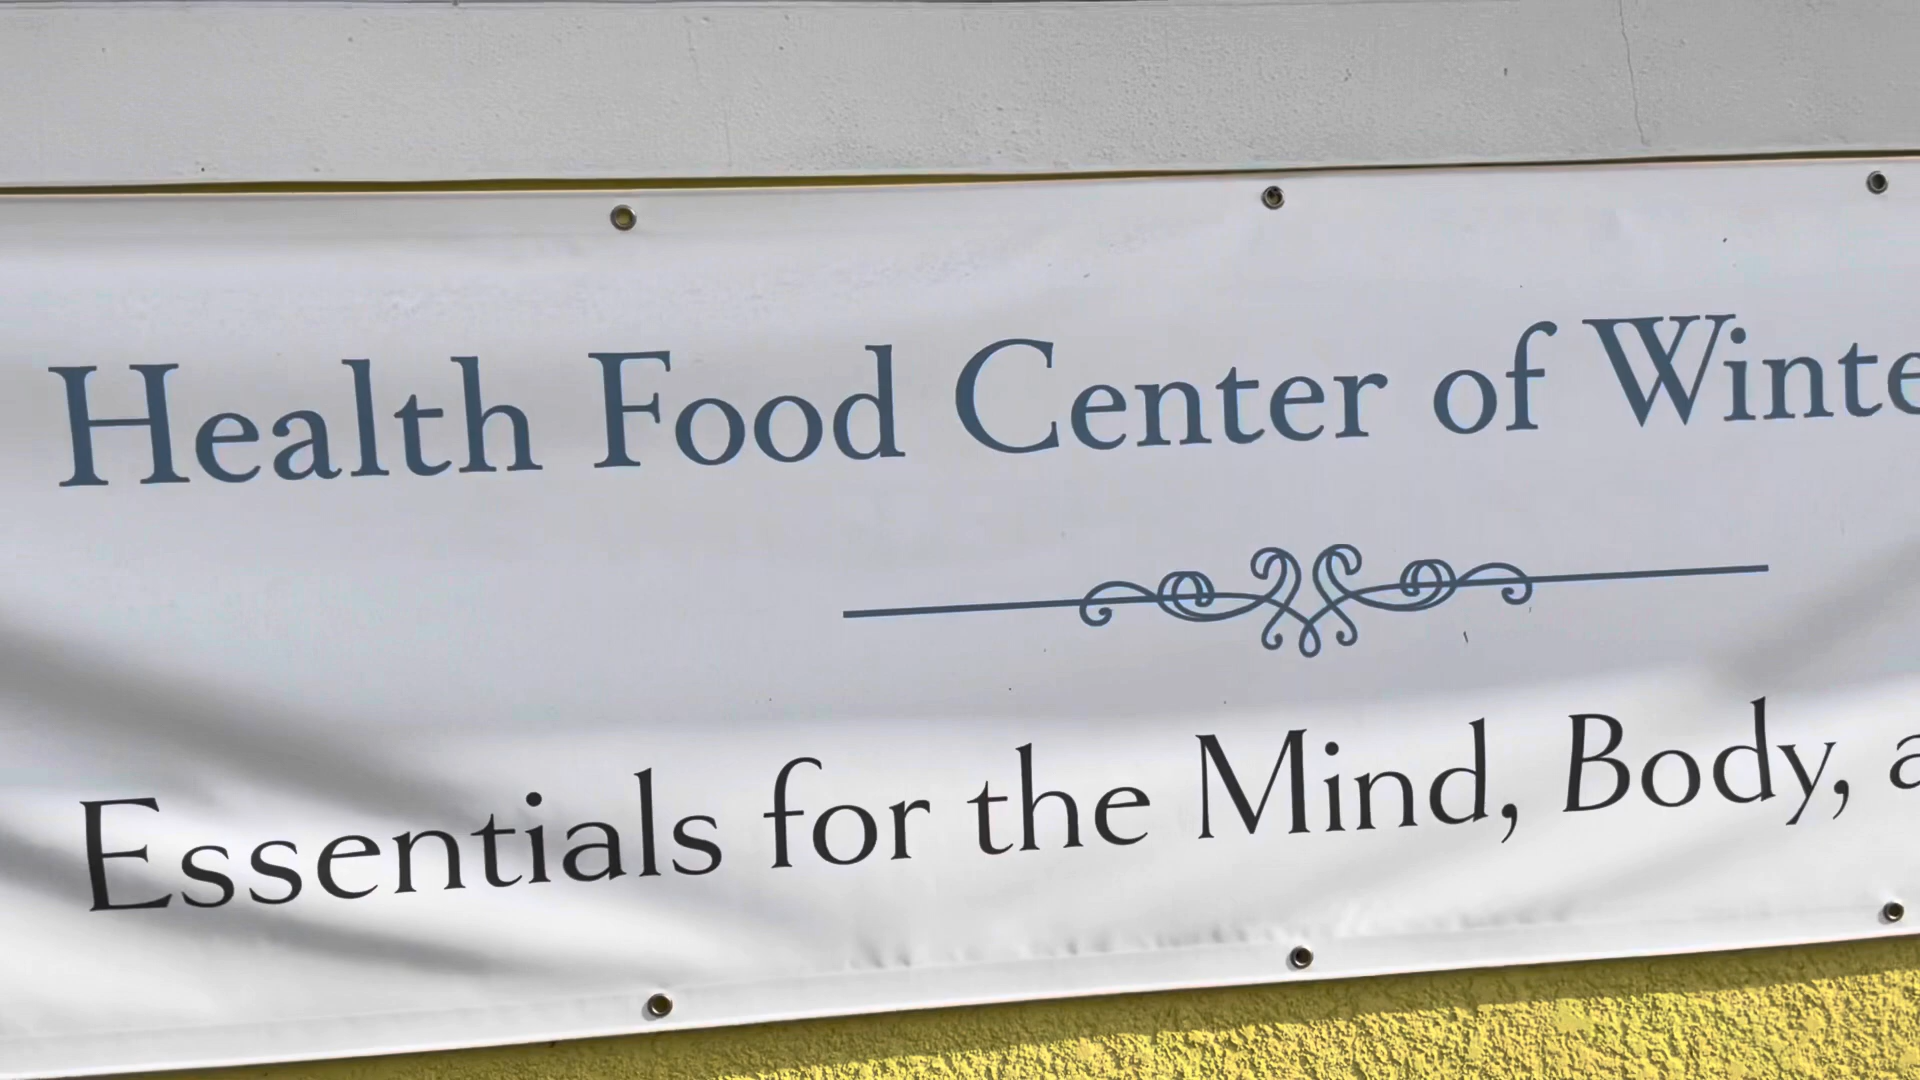 Health Food Center of Winte
Essentials for the Mind, Body, a